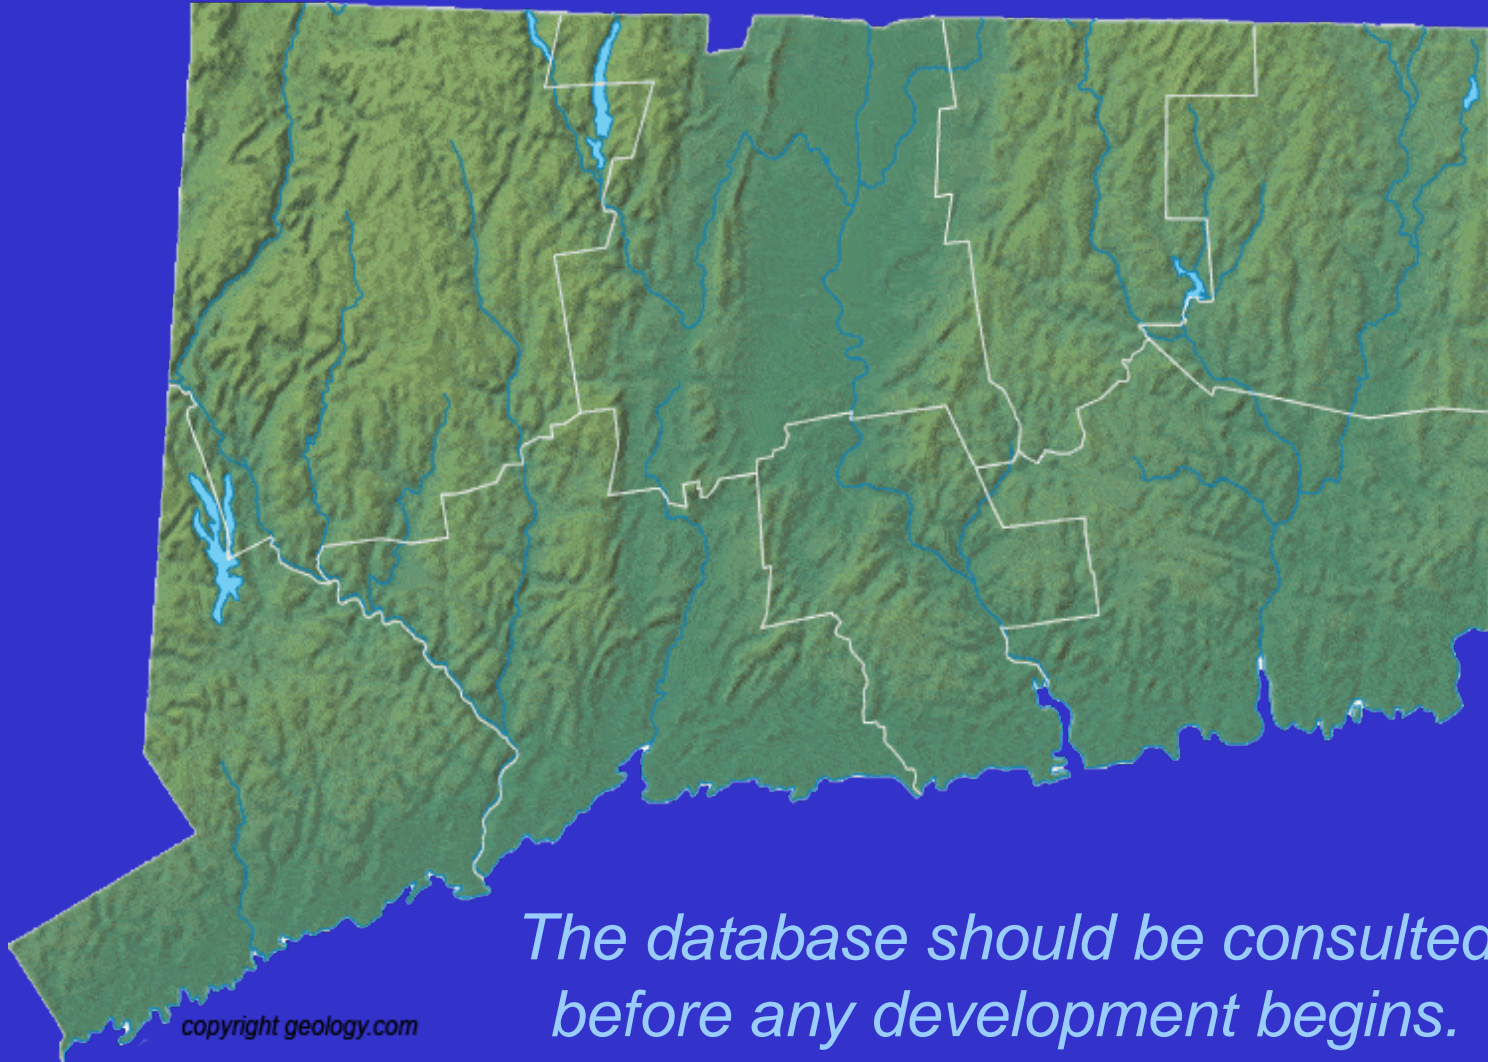 The database should be consulted
before any development begins.
copyright geology.com